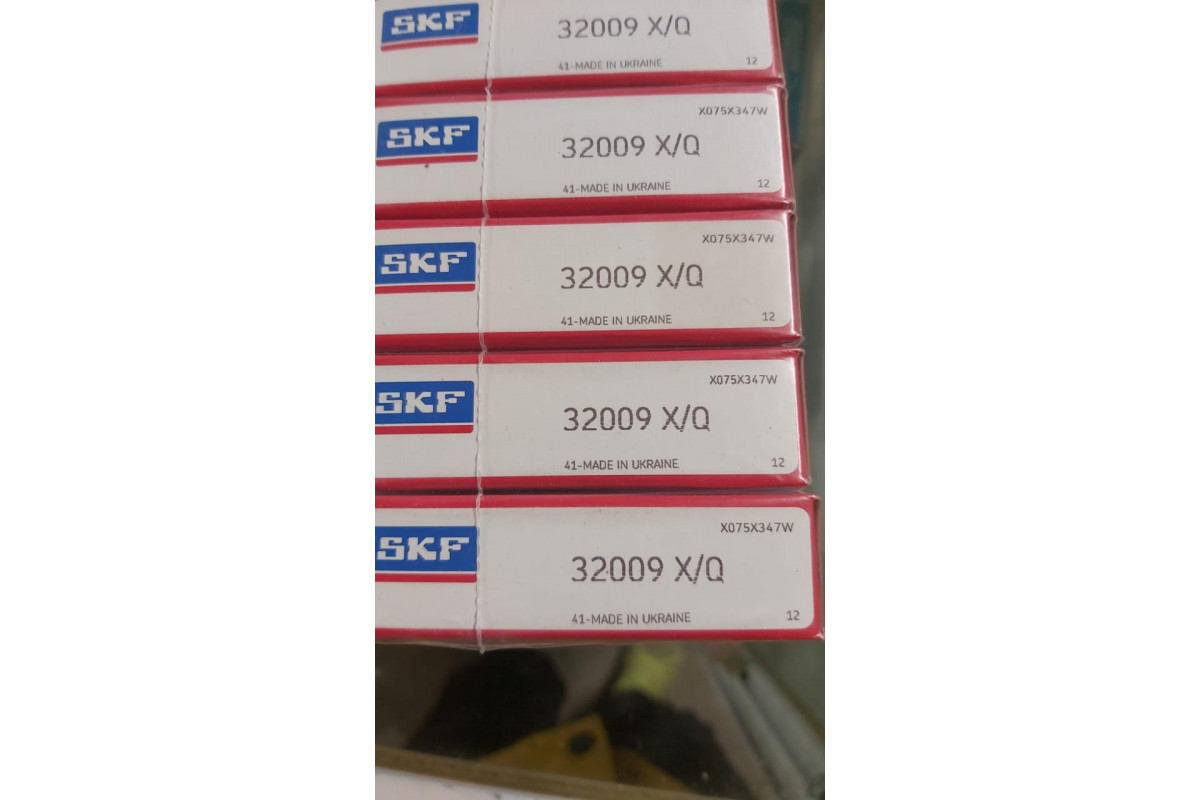 SKF
32009 X/Q
41-MADE IN UKRAINE 12
X075X347W
SKF
32009 X/Q
41-MADE IN UKRAINE 12
X075X347W
SKF
32009 X/Q
41-MADE IN UKRAINE 12
X075X347W
SKF
32009 X/Q
41-MADE IN UKRAINE 12
X075X347W
SKF
32009 X/Q
41-MADE IN UKRAINE 12